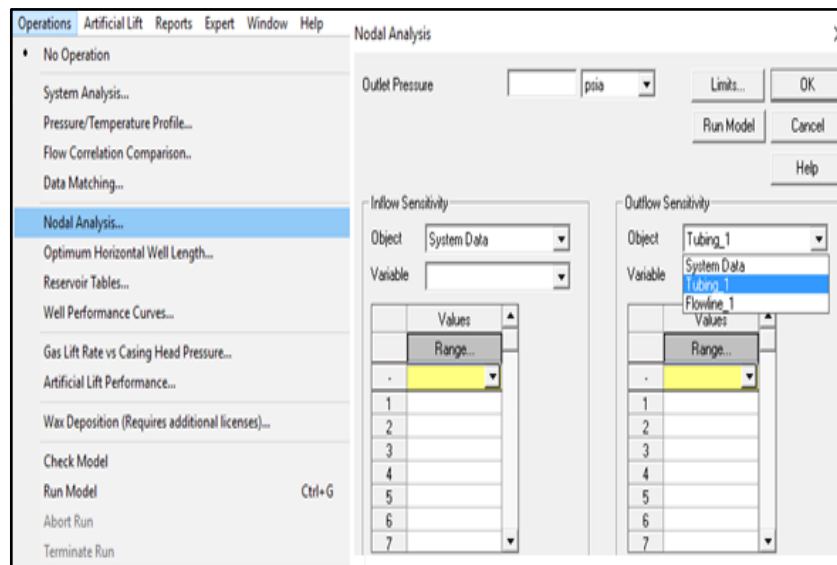 Operations Artificial Lift Reports Expert Window Help
No Operation
System Analysis...
Pressure/Temperature Profile...
Flow Correlation Comparison..
Data Matching...
Nodal Analysis...
Optimum Horizontal Well Length...
Reservoir Tables...
Well Performance Curves...
Gas Lift Rate vs Casing Head Pressure...
Artificial Lift Performance...
Wax Deposition (Requires additional licenses)...
Check Model
Run Model Ctrl+G
Abort Run
Terminate Run
Nodal Analysis
Outlet Pressure psia Limits... OK
Run Model Cancel
Help
Inflow Sensitivity
Object System Data
Variable
Values
Range...
1
2
3
4
5
6
7
Outflow Sensitivity
Object Tubing_1
System Data
Variable Tubing_1
Flowline_1
Values
Range...
1
2
3
4
5
6
7